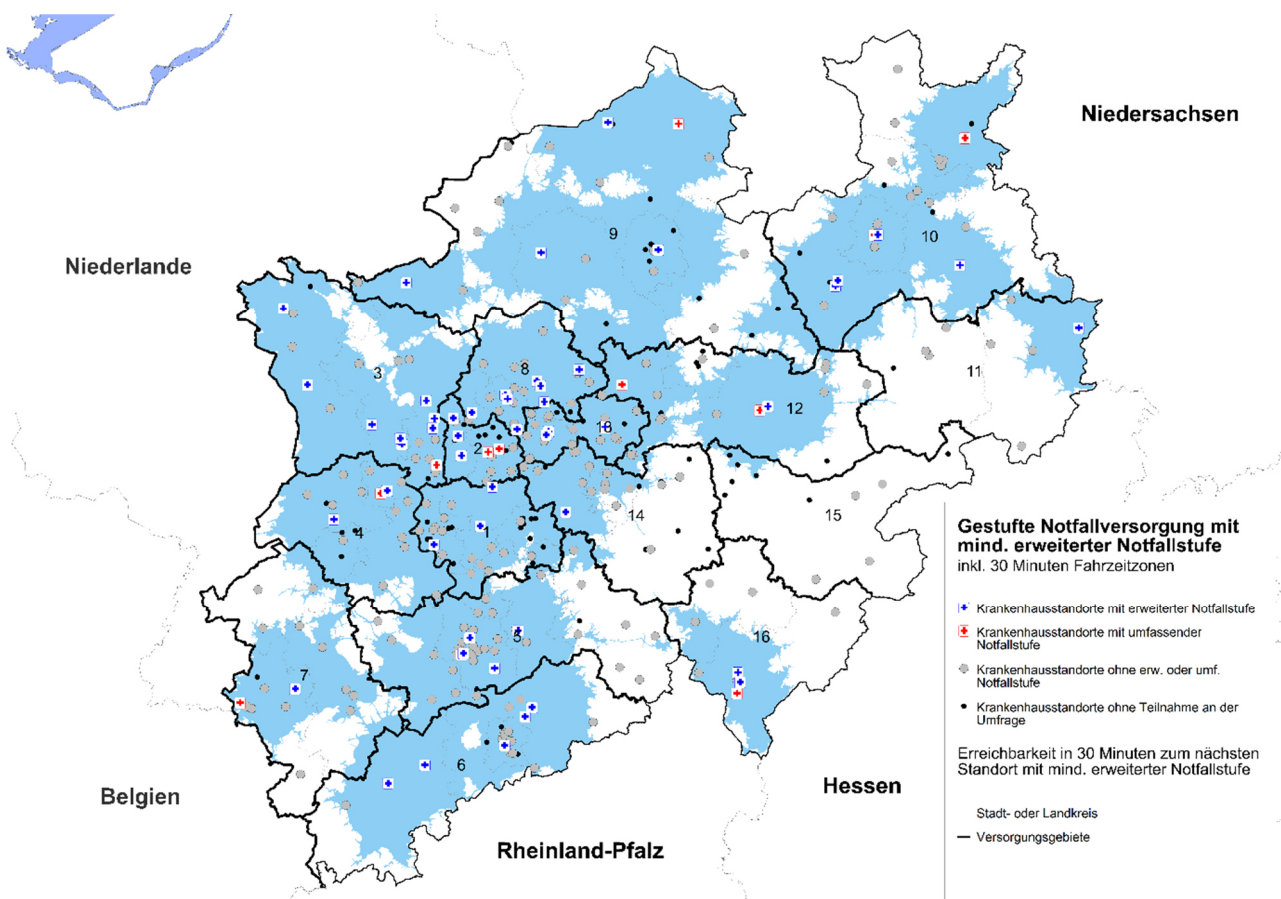 Niedersachsen
Niederlande
9
10
3
8
11
12
13
2
14
15
1
4
5
16
7
6
Belgien
Hessen
Rheinland-Pfalz
Gestufte Notfallversorgung mit
mind. erweiterter Notfallstufe
inkl. 30 Minuten Fahrzeitzonen
Krankenhausstandorte mit erweiterter Notfallstufe
Krankenhausstandorte mit umfassender
Notfallstufe
Krankenhausstandorte ohne erw. oder umf.
Notfallstufe
Krankenhausstandorte ohne Teilnahme an der
Umfrage
Erreichbarkeit in 30 Minuten zum nächsten
Standort mit mind. erweiterter Notfallstufe
Stadt- oder Landkreis
Versorgungsgebiete